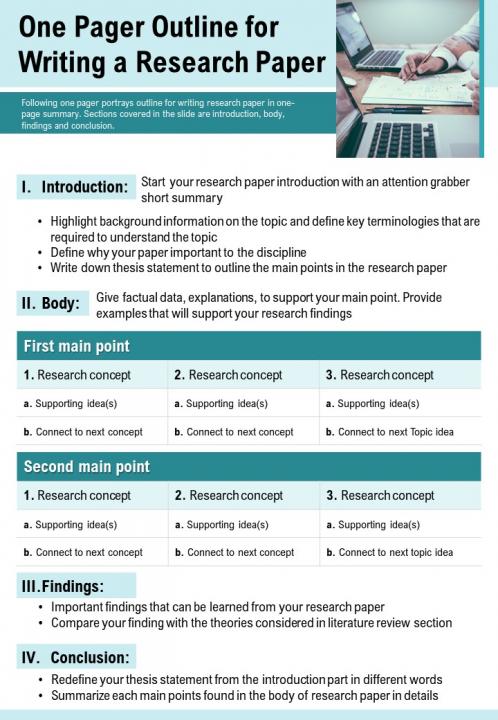 One Pager Outline for
Writing a Research Paper
Following one pager portrays outline for writing research paper in one-
page summary. Sections covered in the slide are introduction, body,
findings and conclusion.
I. Introduction:
Start your research paper introduction with an attention grabber
short summary
• Highlight background information on the topic and define key terminologies that are
required to understand the topic
• Define why your paper important to the discipline
• Write down thesis statement to outline the main points in the research paper
II. Body:
Give factual data, explanations, to support your main point. Provide
examples that will support your research findings
First main point
1. Research concept 2. Research concept 3. Research concept
a. Supporting idea(s) a. Supporting idea(s) a. Supporting idea(s)
b. Connect to next concept b. Connect to next concept b. Connect to next Topic idea
Second main point
1. Research concept 2. Research concept 3. Research concept
a. Supporting idea(s) a. Supporting idea(s) a. Supporting idea(s)
b. Connect to next concept b. Connect to next concept b. Connect to next topic idea
III. Findings:
• Important findings that can be learned from your research paper
• Compare your finding with the theories considered in literature review section
IV. Conclusion:
• Redefine your thesis statement from the introduction part in different words
• Summarize each main points found in the body of research paper in details